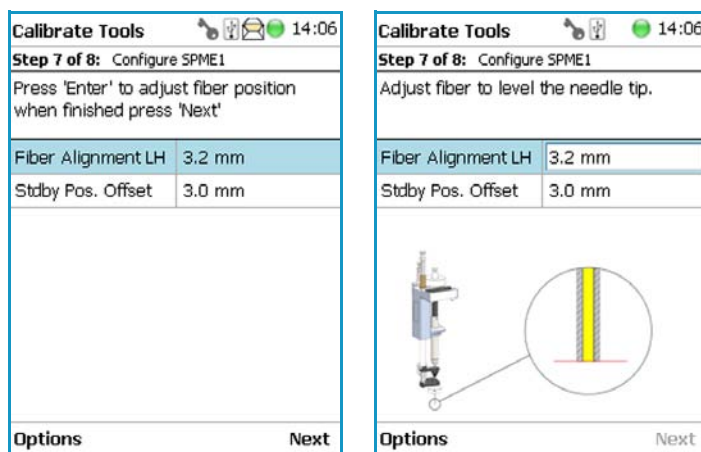 Calibrate Tools 14:06
Step 7 of 8: Configure SPME1
Press 'Enter' to adjust fiber position
when finished press 'Next'
Fiber Alignment LH 3.2 mm
Stdby Pos. Offset 3.0 mm
Options Next
Calibrate Tools 14:06
Step 7 of 8: Configure SPME1
Adjust fiber to level the needle tip.
Fiber Alignment LH 3.2 mm
Stdby Pos. Offset 3.0 mm
Options Next